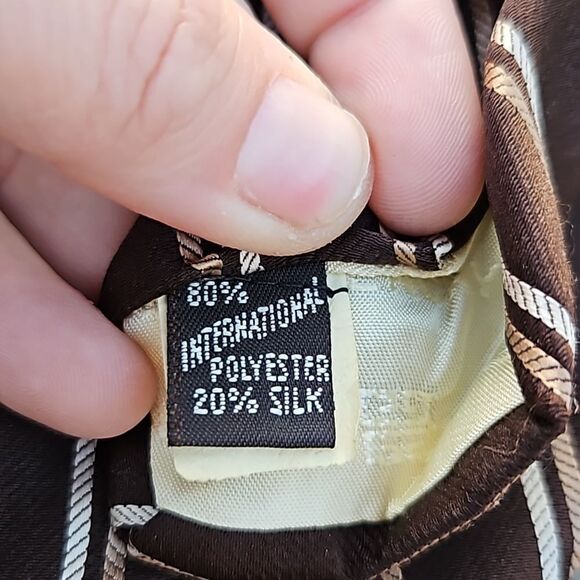 80%
INTERNATIONAL
POLYESTER
20% SILK